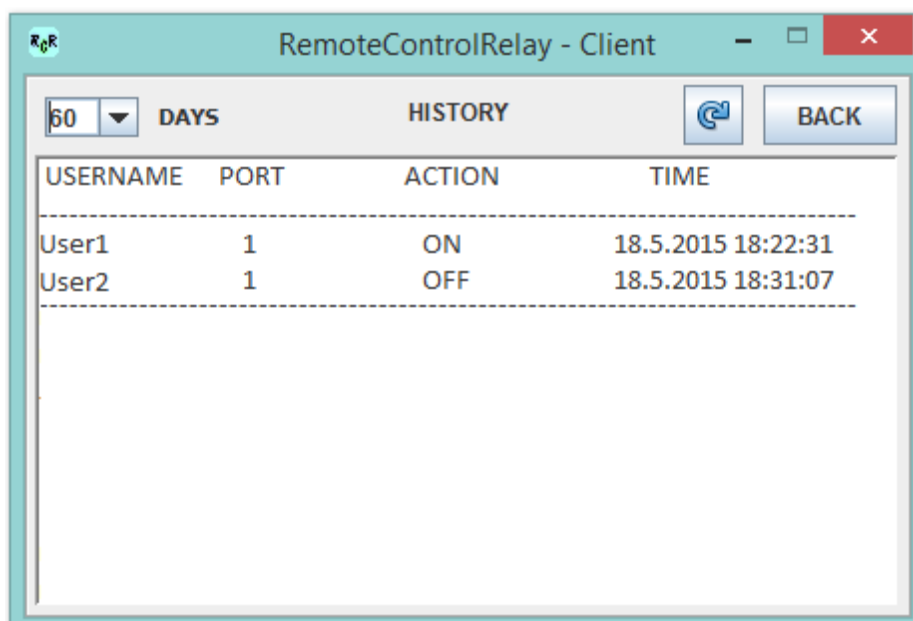 RCR RemoteControlRelay - Client
60 DAYS HISTORY BACK
USERNAME PORT ACTION TIME
--------------------------------------------------------------------------------
User1 1 ON 18.5.2015 18:22:31
User2 1 OFF 18.5.2015 18:31:07
--------------------------------------------------------------------------------